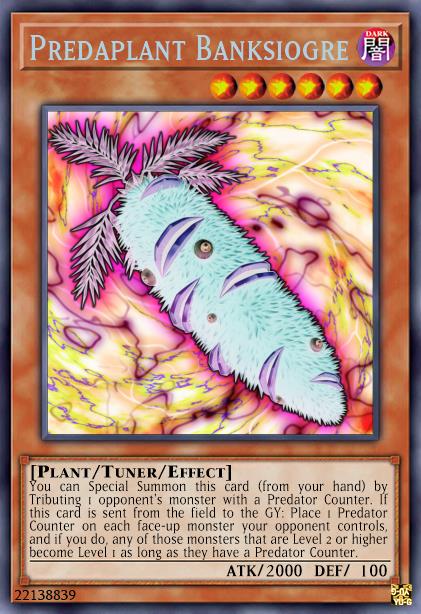 PREDAPLANT BANKSIOGRE
DARK
闇
[PLANT/TUNER/EFFECT]
You can Special Summon this card (from your hand) by
Tributing 1 opponent's monster with a Predator Counter. If
this card is sent from the field to the GY: Place 1 Predator
Counter on each face-up monster your opponent controls,
and if you do, any of those monsters that are Level 2 or higher
become Level 1 as long as they have a Predator Counter.
ATK/2000 DEF/ 100
22138839